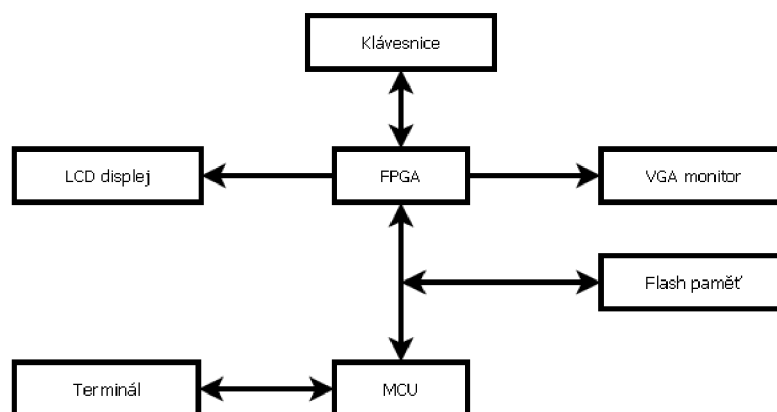 Klávesnice
LCD displej
FPGA
VGA monitor
Flash paměť
Terminál
MCU